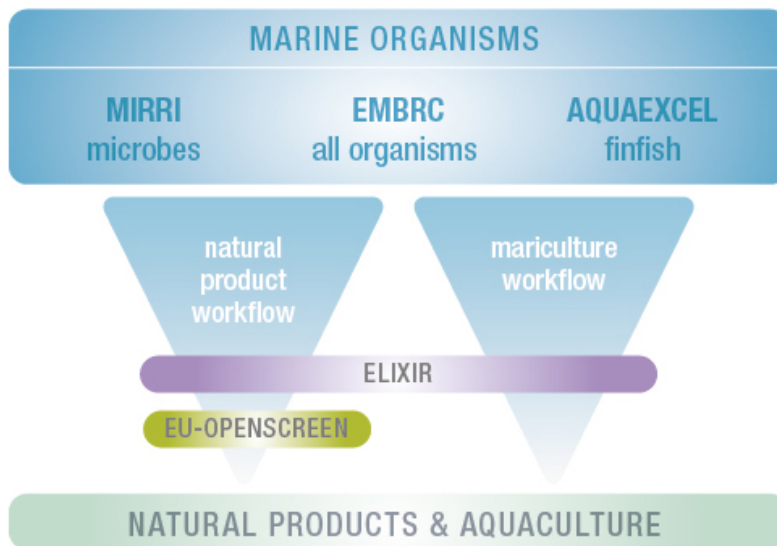 MARINE ORGANISMS
MIRRI
microbes
EMBRC
all organisms
AQUAEXCEL
finfish
natural
product
workflow
mariculture
workflow
ELIXIR
EU-OPENSCREEN
NATURAL PRODUCTS & AQUACULTURE